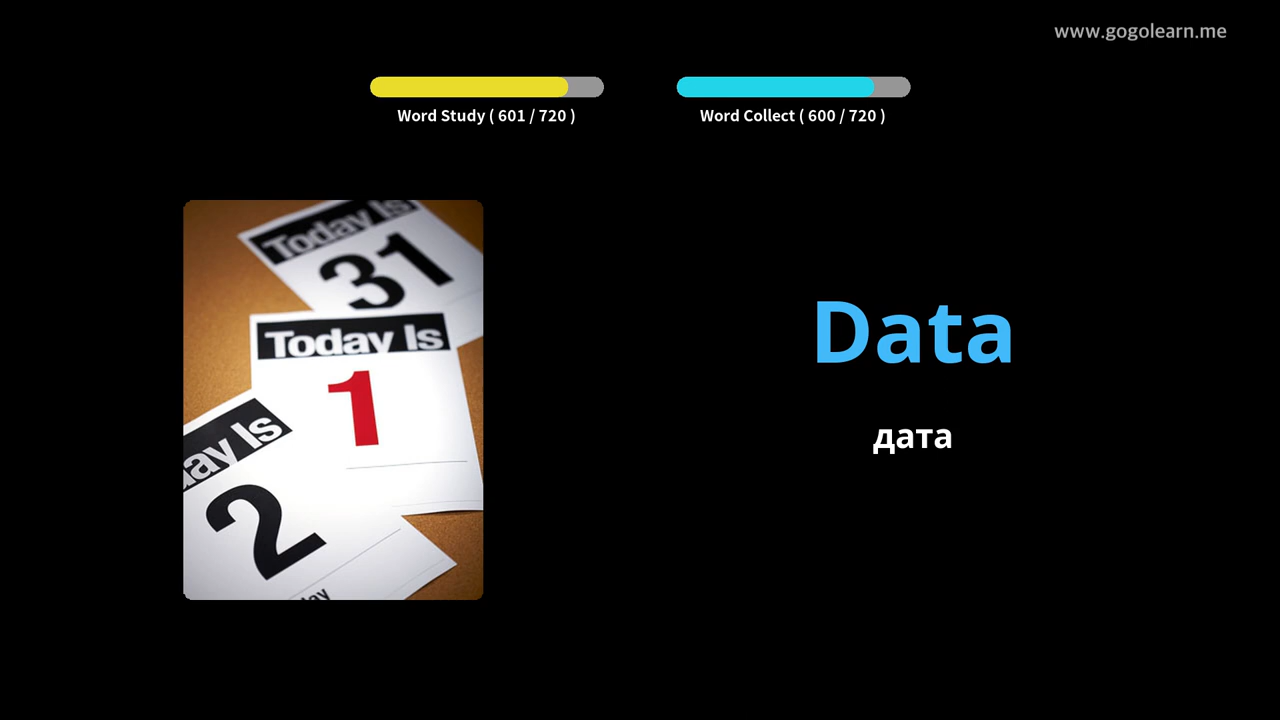 www.gogolearn.me
Word Study ( 601 / 720 )
Word Collect ( 600 / 720 )
Today Is
31
Today Is
1
ay Is
2
Data
дата